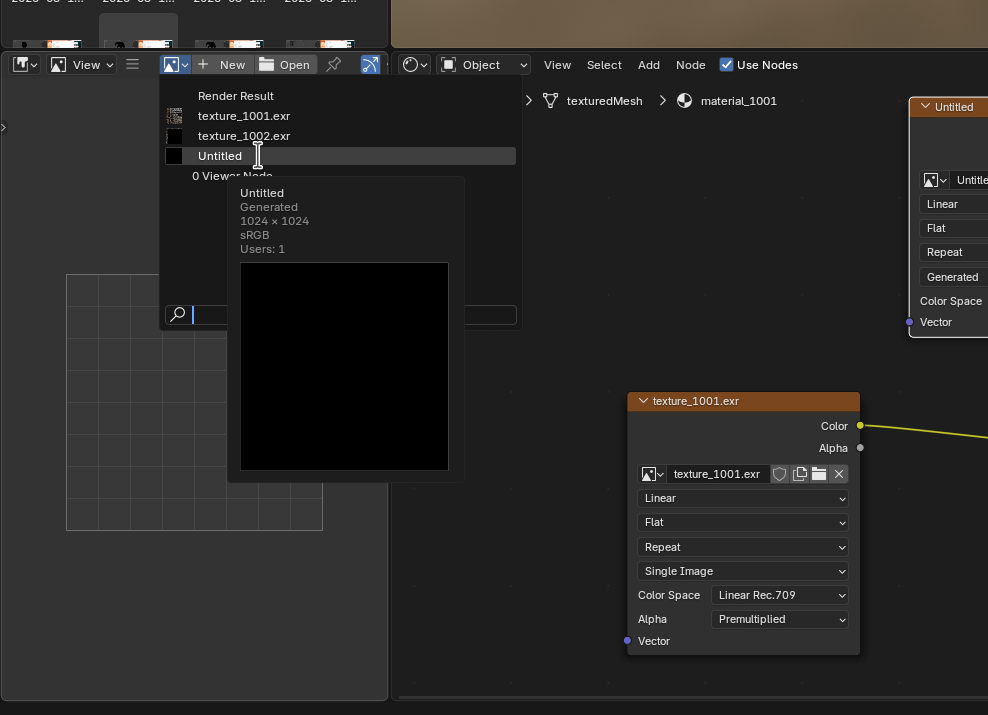 View
New
Open
Object
View
Select
Add
Node
Use Nodes
Render Result
texture_1001.exr
texture_1002.exr
Untitled
0 Viewer Node
Untitled
Generated
1024 × 1024
sRGB
Users: 1
texturedMesh
material_1001
Untitled
Linear
Flat
Repeat
Generated
Color Space
Vector
texture_1001.exr
Color
Alpha
texture_1001.exr
Linear
Flat
Repeat
Single Image
Color Space
Linear Rec.709
Alpha
Premultiplied
Vector